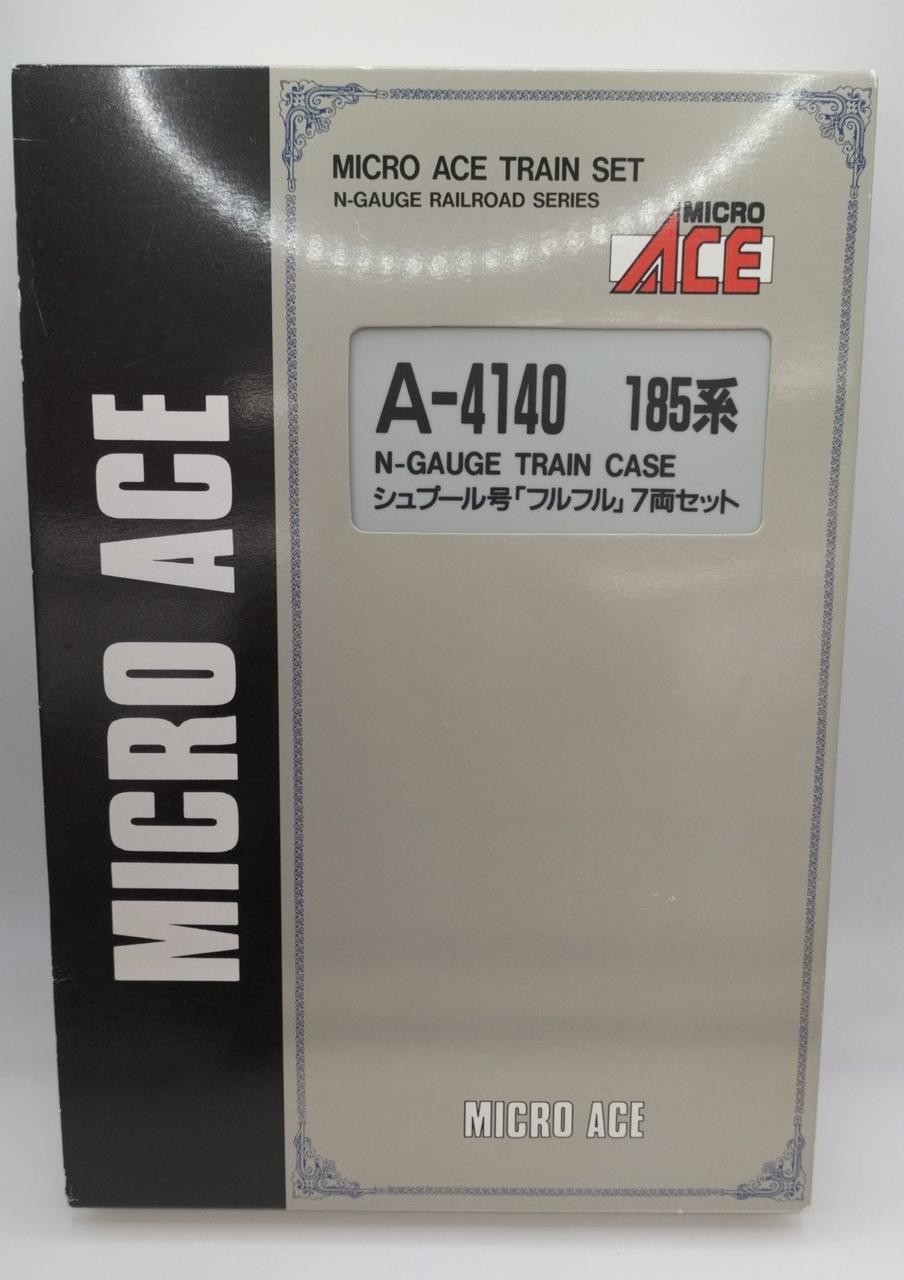 MICRO ACE
MICRO ACE TRAIN SET
N-GAUGE RAILROAD SERIES
MICRO
ACE
A-4140 185系
N-GAUGE TRAIN CASE
シュプール号「フルフル」7両セット
MICRO ACE